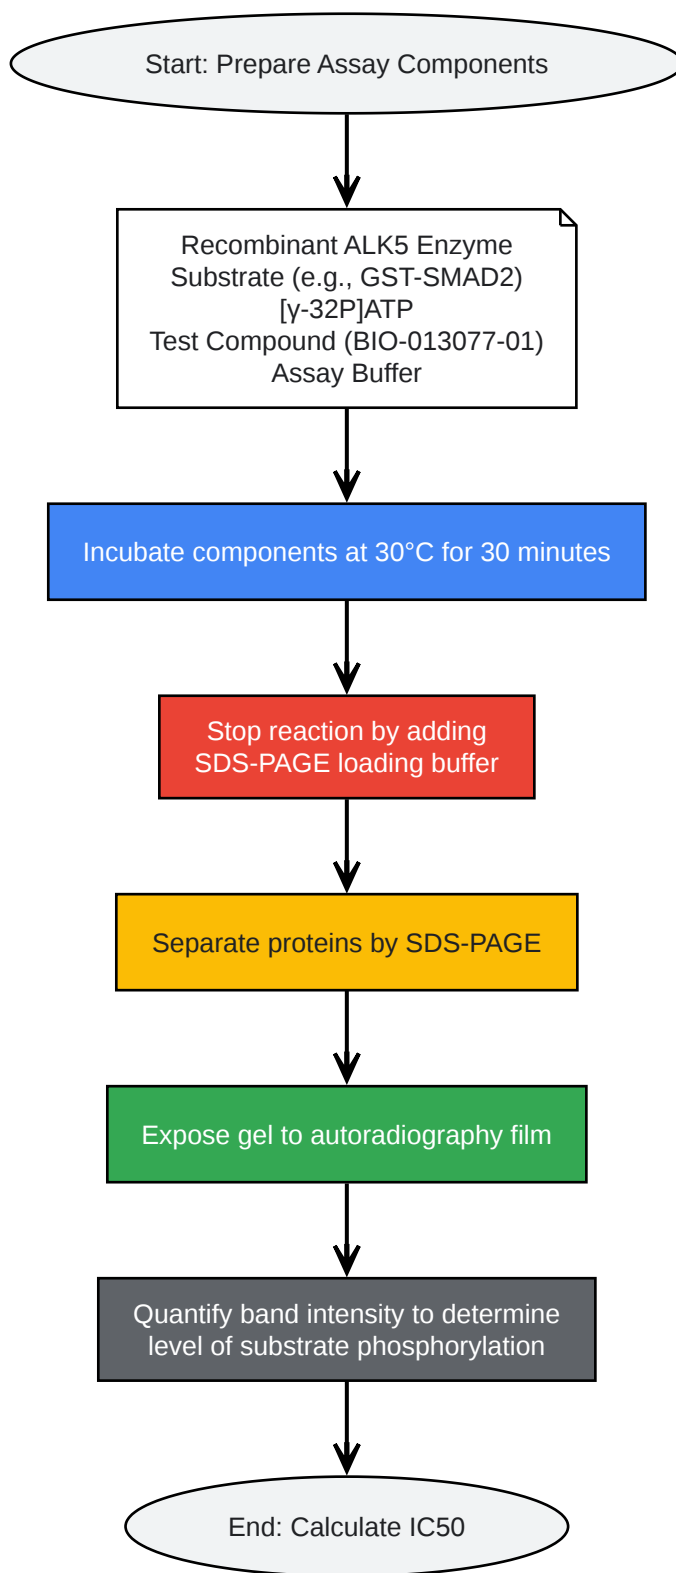 Start: Prepare Assay Components
Recombinant ALK5 Enzyme
Substrate (e.g., GST-SMAD2)
[γ-32P]ATP
Test Compound (BIO-013077-01)
Assay Buffer
Incubate components at 30°C for 30 minutes
Stop reaction by adding
SDS-PAGE loading buffer
Separate proteins by SDS-PAGE
Expose gel to autoradiography film
Quantify band intensity to determine
level of substrate phosphorylation
End: Calculate IC50